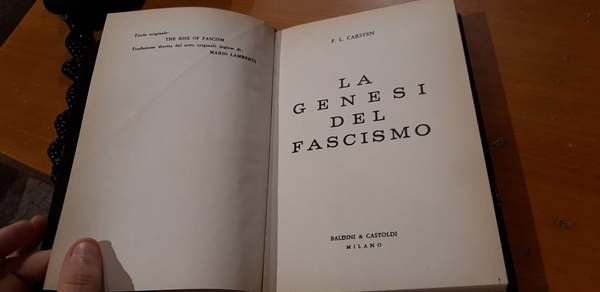 Titolo originale:
THE RISE OF FASCISM
Traduzione diretta dal testo originale inglese di:
MARIO LAMBERTI
F. L. CARSTEN
LA
GENESI
DEL
FASCISMO
BALDINI & CASTOLDI
MILANO